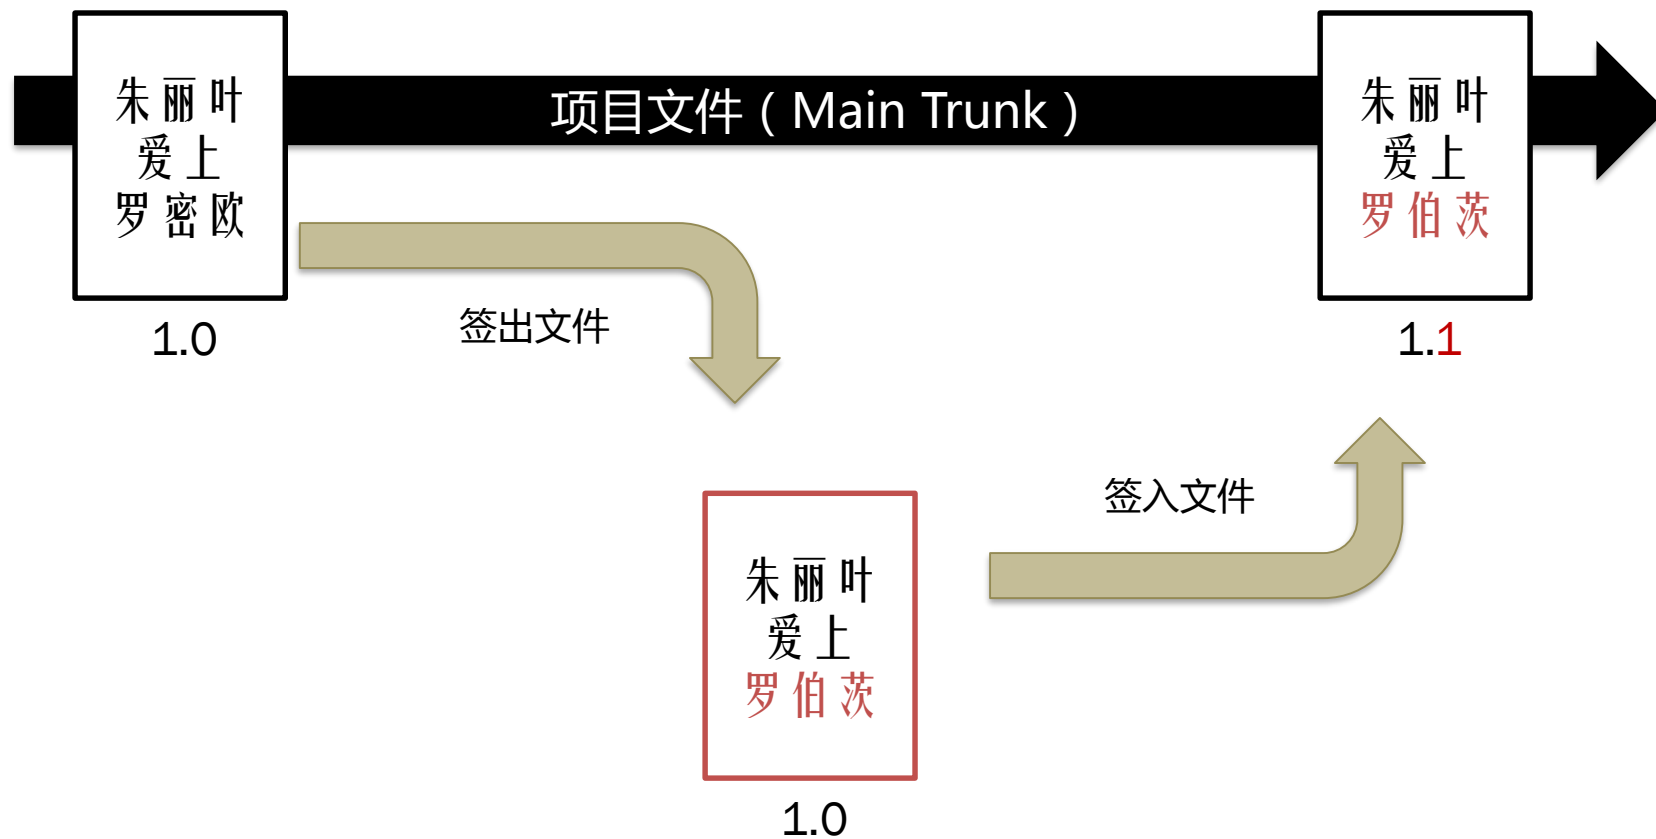 项目文件（Main Trunk）
朱丽叶
爱上
罗密欧
1.0
签出文件
朱丽叶
爱上
罗伯茨
1.0
签入文件
朱丽叶
爱上
罗伯茨
1.1